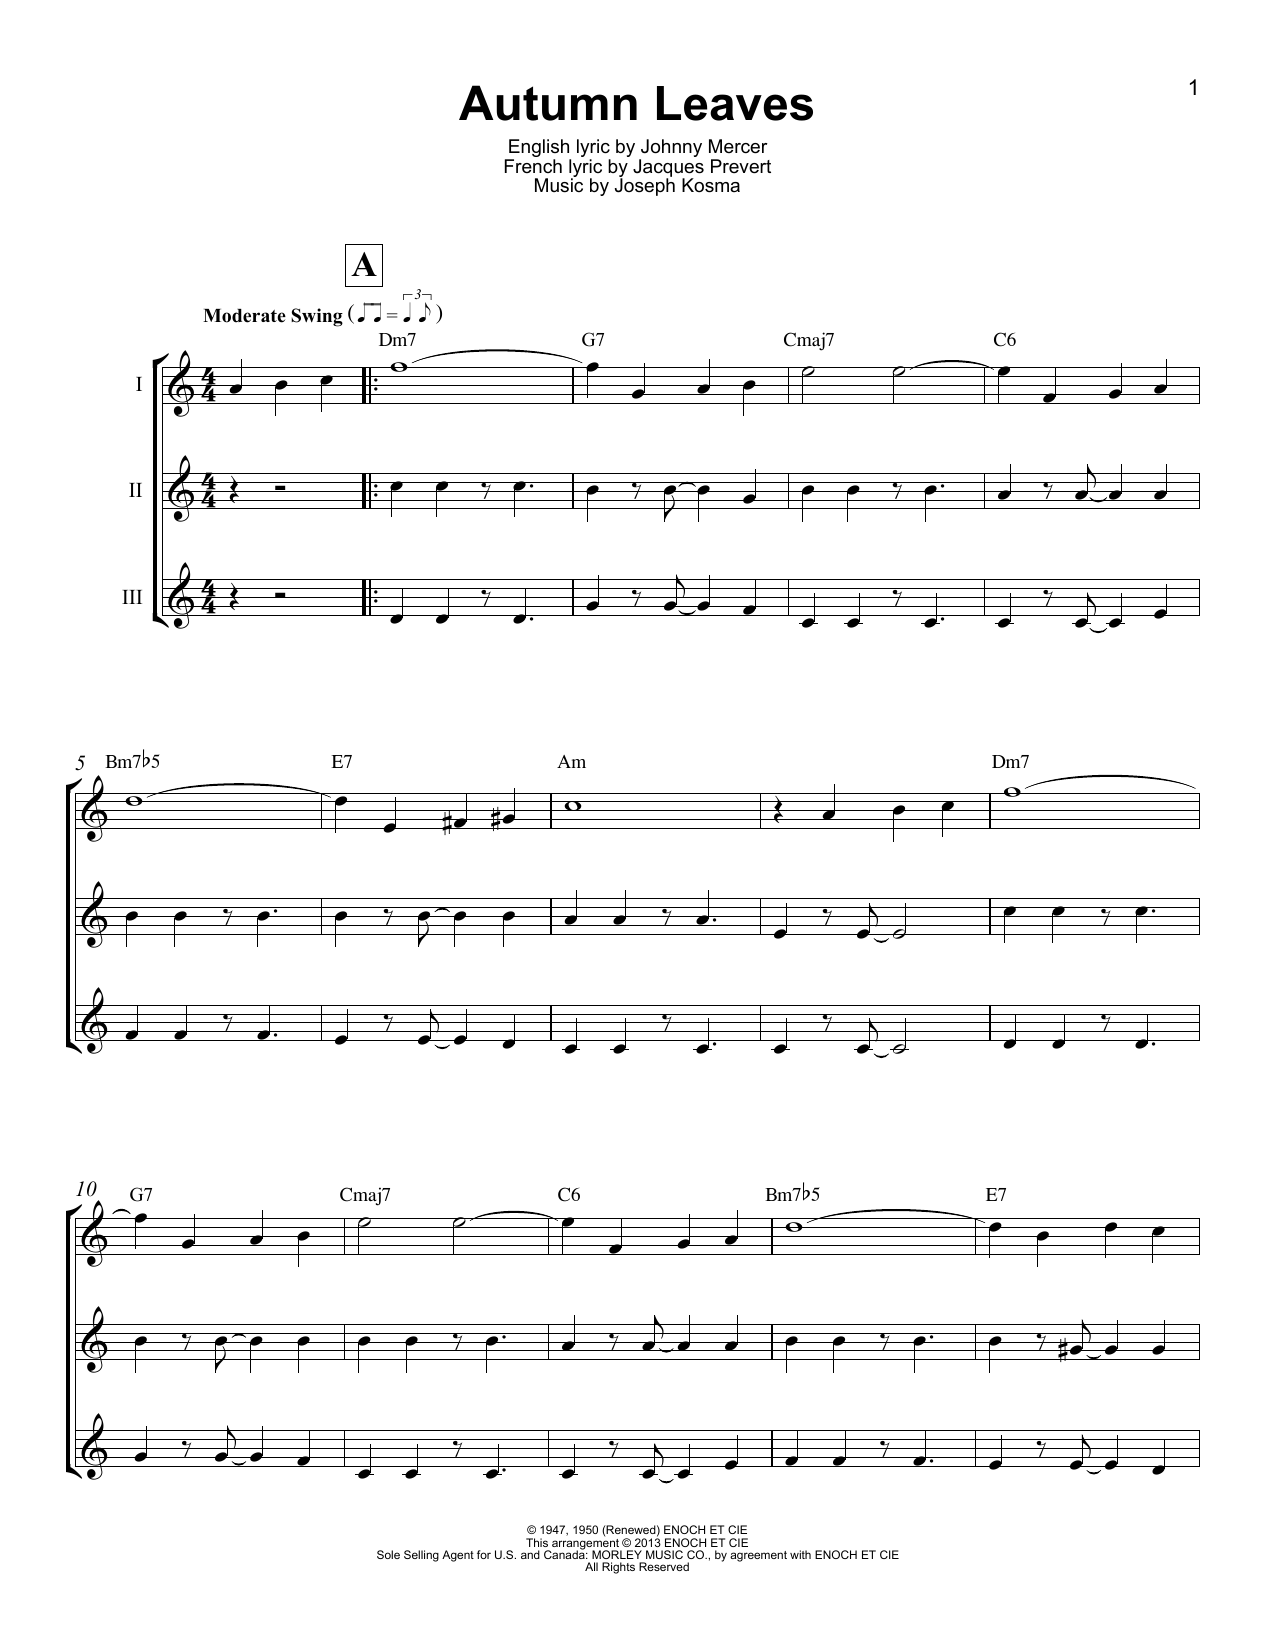 1
Autumn Leaves
English lyric by Johnny Mercer
French lyric by Jacques Prevert
Music by Joseph Kosma
A
Moderate Swing (♫=♩♪) 3
Dm7 G7 Cmaj7 C6
I
II
III
5 Bm7♭5 E7 Am Dm7
10 G7 Cmaj7 C6 Bm7♭5 E7
© 1947, 1950 (Renewed) ENOCH ET CIE
This arrangement © 2013 ENOCH ET CIE
Sole Selling Agent for U.S. and Canada: MORLEY MUSIC CO., by agreement with ENOCH ET CIE
All Rights Reserved